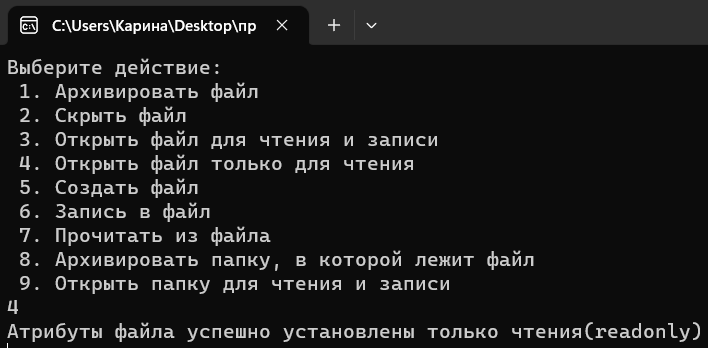 C:\Users\Карина\Desktop\пр
Выберите действие:
1. Архивировать файл
2. Скрыть файл
3. Открыть файл для чтения и записи
4. Открыть файл только для чтения
5. Создать файл
6. Запись в файл
7. Прочитать из файла
8. Архивировать папку, в которой лежит файл
9. Открыть папку для чтения и записи
4
Атрибуты файла успешно установлены только чтения(readonly)